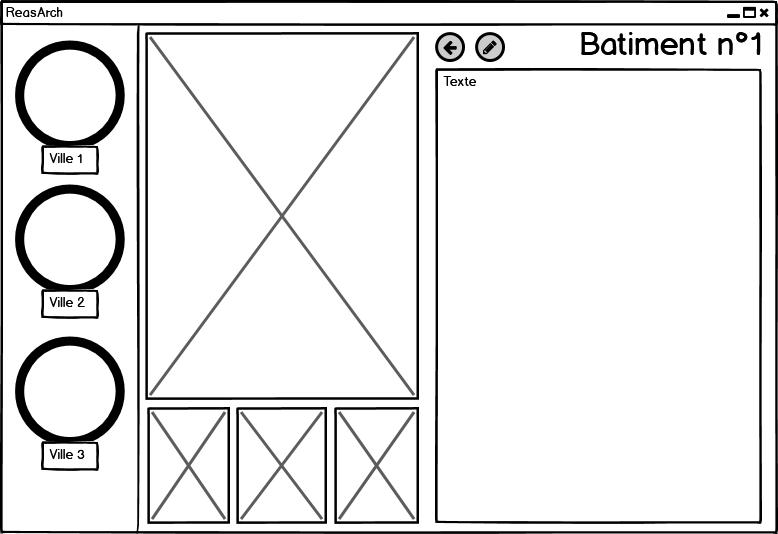 ReasArch
Ville 1
Ville 2
Ville 3
Batiment n°1
Texte